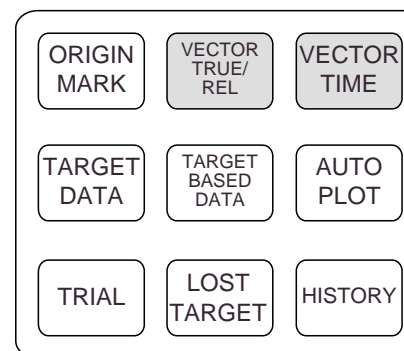 ORIGIN
MARK
VECTOR
TRUE/
REL
VECTOR
TIME
TARGET
DATA
TARGET
BASED
DATA
AUTO
PLOT
TRIAL
LOST
TARGET
HISTORY